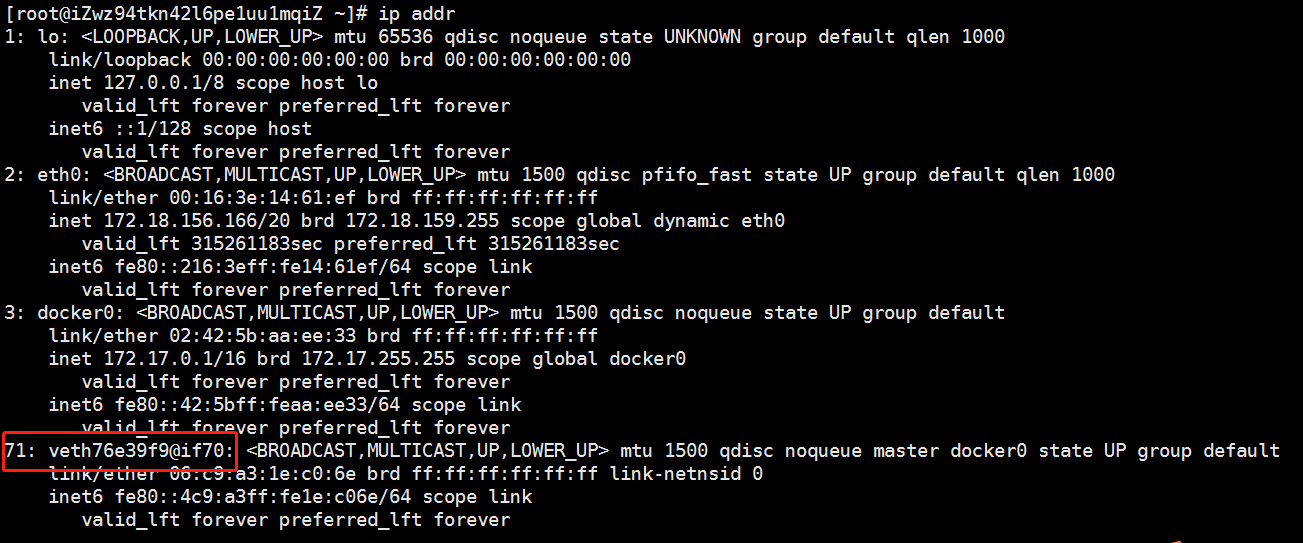 [root@iZwz94tkn42l6pe1uu1mqiZ ~]# ip addr
1: lo: <LOOPBACK,UP,LOWER_UP> mtu 65536 qdisc noqueue state UNKNOWN group default qlen 1000
    link/loopback 00:00:00:00:00:00 brd 00:00:00:00:00:00
    inet 127.0.0.1/8 scope host lo
       valid_lft forever preferred_lft forever
    inet6 ::1/128 scope host
       valid_lft forever preferred_lft forever
2: eth0: <BROADCAST,MULTICAST,UP,LOWER_UP> mtu 1500 qdisc pfifo_fast state UP group default qlen 1000
    link/ether 00:16:3e:14:61:ef brd ff:ff:ff:ff:ff:ff
    inet 172.18.156.166/20 brd 172.18.159.255 scope global dynamic eth0
       valid_lft 315261183sec preferred_lft 315261183sec
    inet6 fe80::216:3eff:fe14:61ef/64 scope link
       valid_lft forever preferred_lft forever
3: docker0: <BROADCAST,MULTICAST,UP,LOWER_UP> mtu 1500 qdisc noqueue state UP group default
    link/ether 02:42:5b:aa:ee:33 brd ff:ff:ff:ff:ff:ff
    inet 172.17.0.1/16 brd 172.17.255.255 scope global docker0
       valid_lft forever preferred_lft forever
    inet6 fe80::42:5bff:feaa:ee33/64 scope link
       valid_lft forever preferred_lft forever
71: veth76e39f9@if70: <BROADCAST,MULTICAST,UP,LOWER_UP> mtu 1500 qdisc noqueue master docker0 state UP group default
    link/ether 06:c9:a3:1e:c0:6e brd ff:ff:ff:ff:ff:ff link-netnsid 0
    inet6 fe80::4c9:a3ff:fe1e:c06e/64 scope link
       valid_lft forever preferred_lft forever